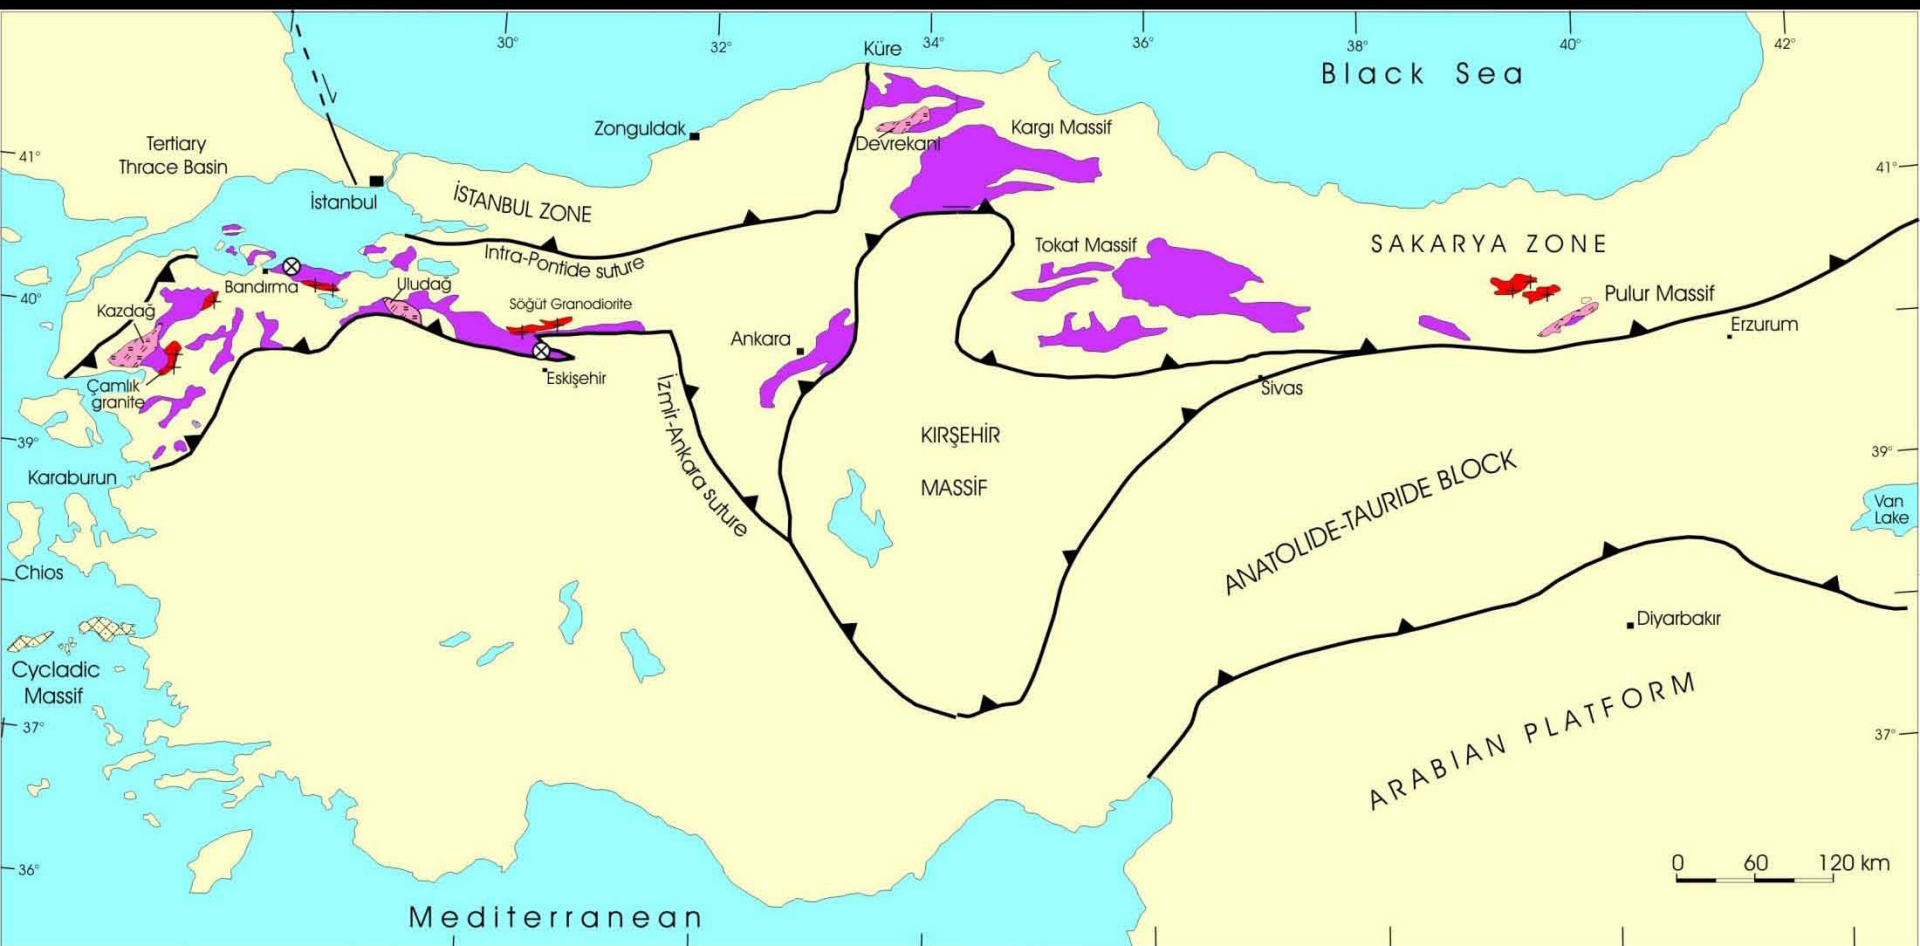 30°
32°
34°
36°
38°
40°
42°
Küre
Black Sea
Zonguldak
Kargı Massif
Devrekani
Tertiary
Thrace Basin
41°
41°
İstanbul
İSTANBUL ZONE
Intra-Pontide suture
Tokat Massif
SAKARYA ZONE
Bandırma
Uludağ
40°
Kazdağ
Söğüt Granodiorite
Pulur Massif
Erzurum
Ankara
Eskişehir
Çamlık
granite
Sivas
İzmir-Ankara suture
39°
39°
KIRŞEHİR
MASSİF
Karaburun
ANATOLIDE-TAURIDE BLOCK
Van
Lake
Chios
Diyarbakır
Cycladic
Massif
ARABIAN PLATFORM
37°
37°
36°
0 60 120 km
Mediterranean